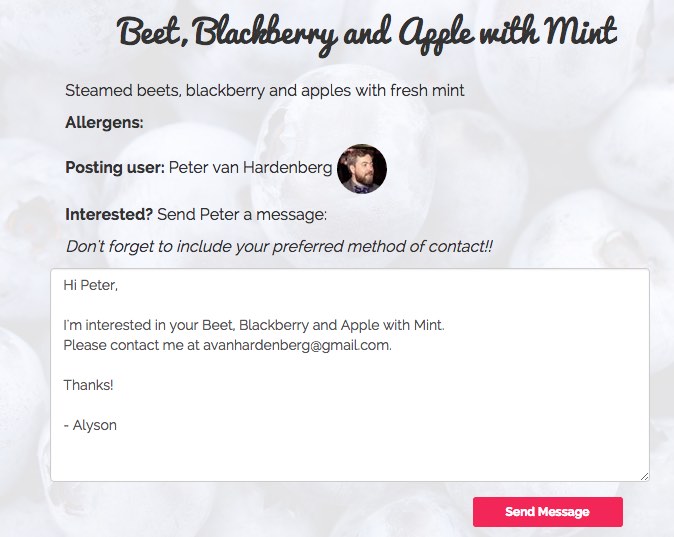 Beet, Blackberry and Apple with Mint
Steamed beets, blackberry and apples with fresh mint
Allergens:
Posting user: Peter van Hardenberg
Interested? Send Peter a message:
Don't forget to include your preferred method of contact!!
Hi Peter,
I'm interested in your Beet, Blackberry and Apple with Mint.
Please contact me at avanhardenberg@gmail.com.
Thanks!
- Alyson
Send Message